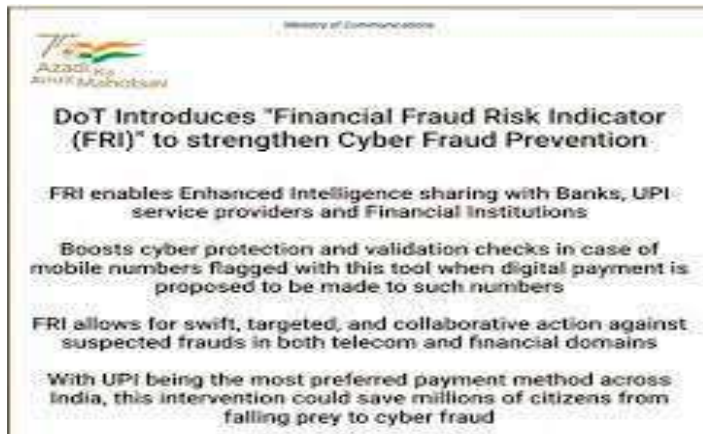 Ministry of Communications
Azadi Ka
Amrit Mahotsav
DoT Introduces "Financial Fraud Risk Indicator
(FRI)" to strengthen Cyber Fraud Prevention
FRI enables Enhanced Intelligence sharing with Banks, UPI
service providers and Financial Institutions
Boosts cyber protection and validation checks in case of
mobile numbers flagged with this tool when digital payment is
proposed to be made to such numbers
FRI allows for swift, targeted, and collaborative action against
suspected frauds in both telecom and financial domains
With UPI being the most preferred payment method across
India, this intervention could save millions of citizens from
falling prey to cyber fraud